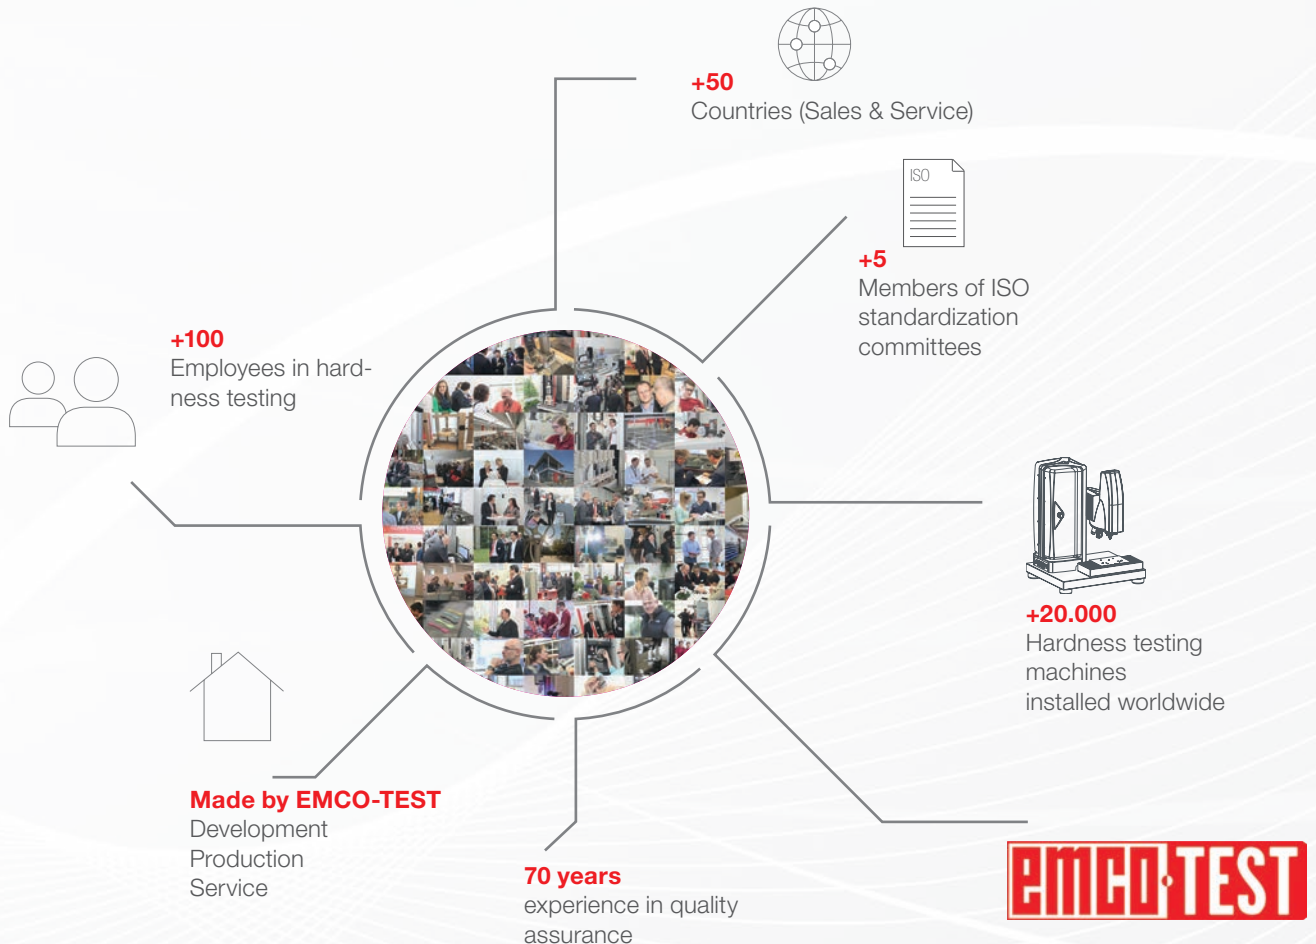 +50
Countries (Sales & Service)
ISO
+5
Members of ISO
standardization
committees
+100
Employees in hard-
ness testing
+20.000
Hardness testing
machines
installed worldwide
Made by EMCO-TEST
Development
Production
Service
70 years
experience in quality
assurance
emco·TEST